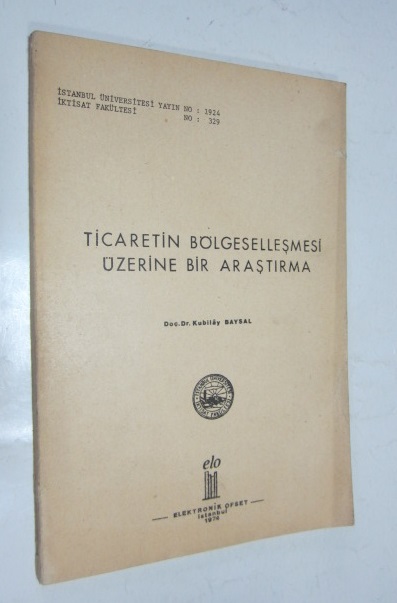 İSTANBUL ÜNİVERSİTESİ YAYIN NO : 1924
İKTİSAT FAKÜLTESİ NO : 329
TİCARETİN BÖLGESELLEŞMESİ
ÜZERİNE BİR ARAŞTIRMA
Doç.Dr. Kubilây BAYSAL
elo
ELEKTRONİK OFSET
istanbul
1974